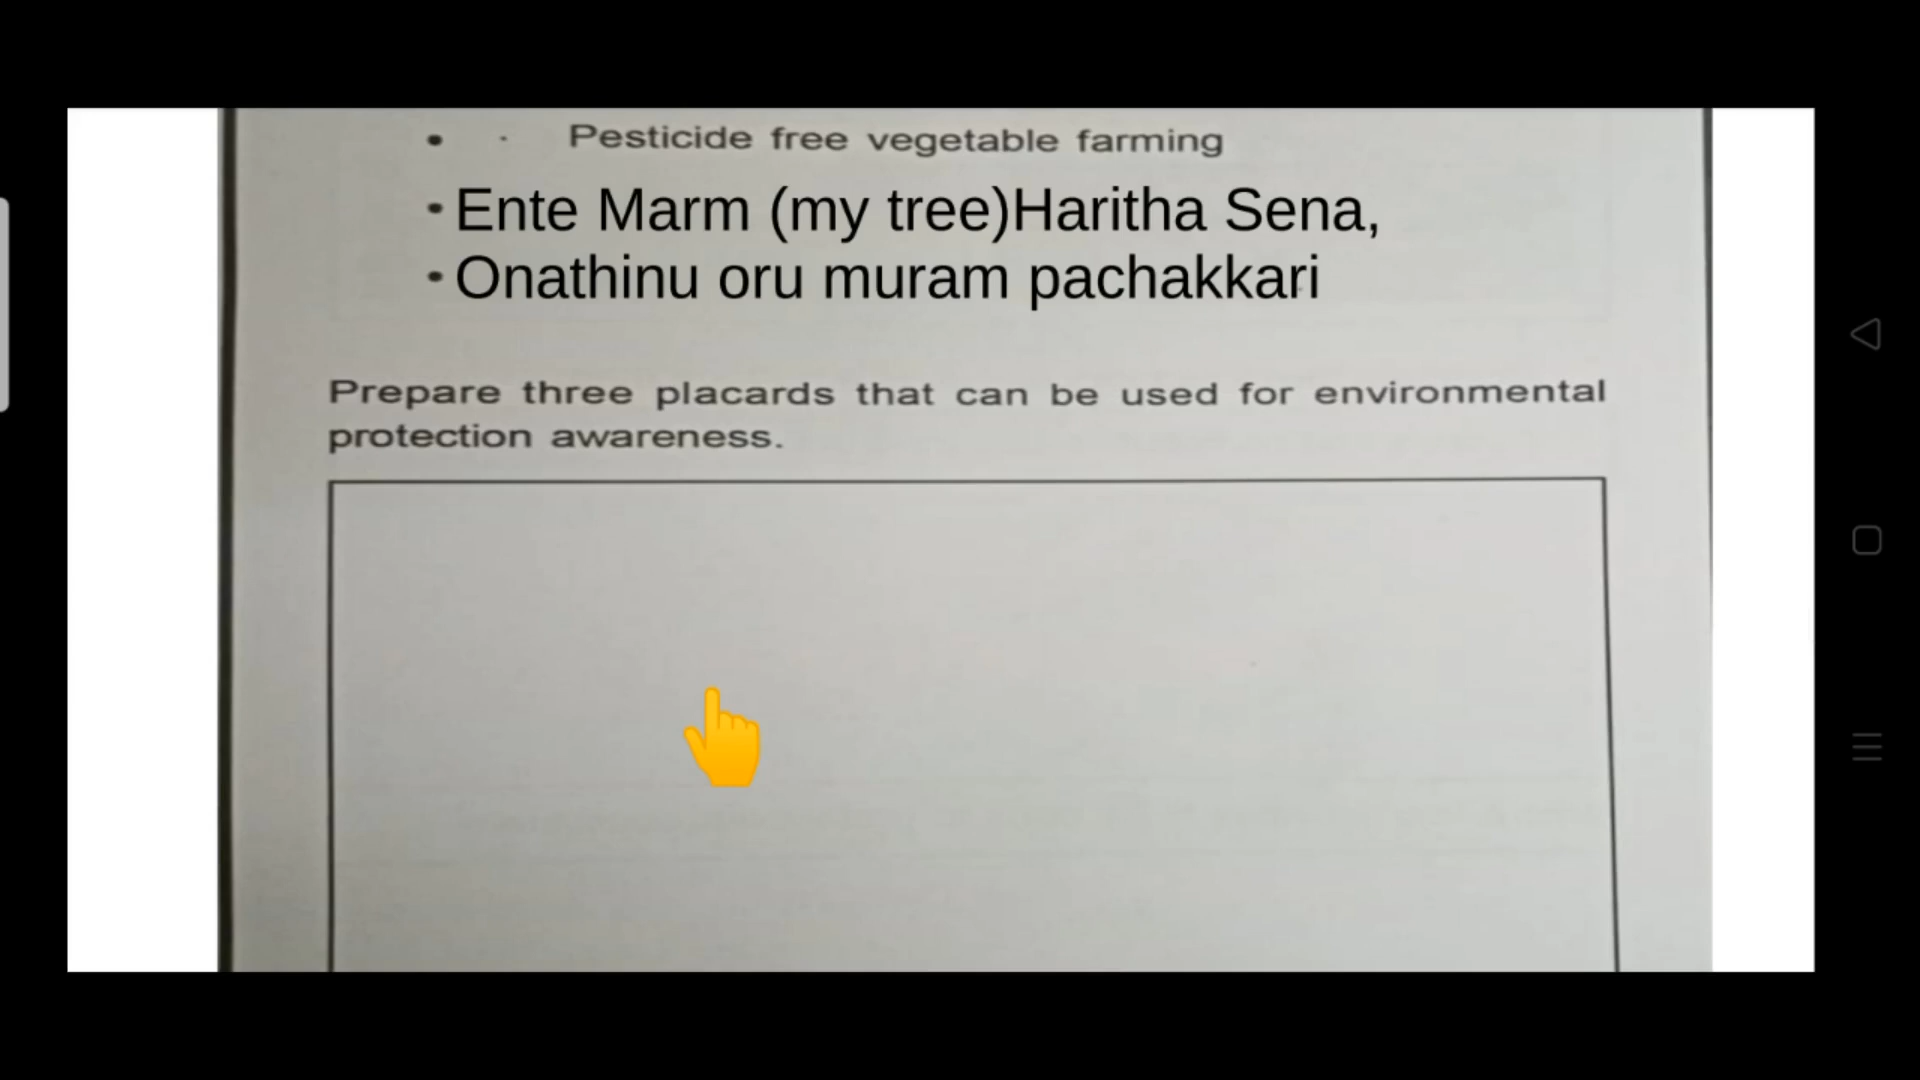 • · Pesticide free vegetable farming
• Ente Marm (my tree)Haritha Sena,
• Onathinu oru muram pachakkari
Prepare three placards that can be used for environmental
protection awareness.